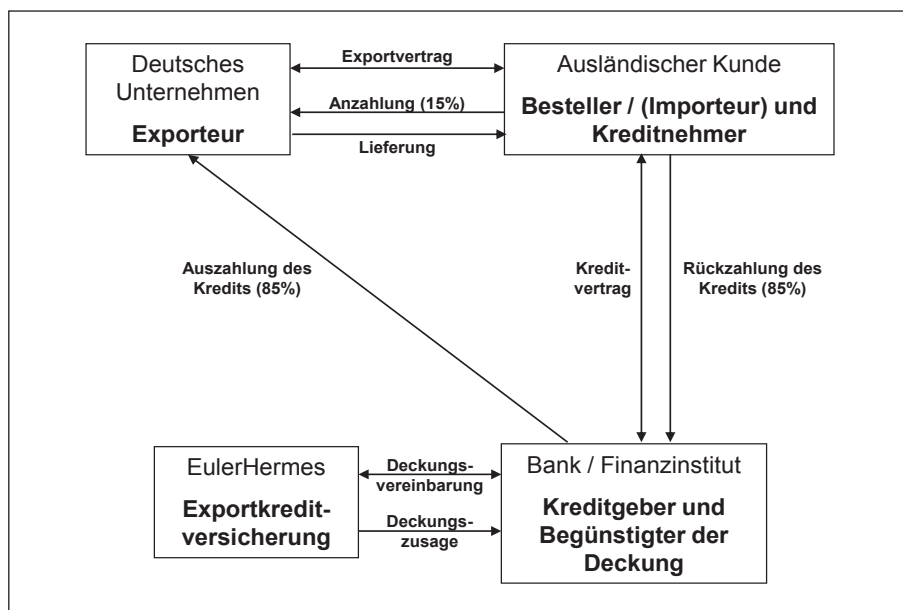 Deutsches
Unternehmen
Exporteur
Exportvertrag
Anzahlung (15%)
Lieferung
Ausländischer Kunde
Besteller / (Importeur) und
Kreditnehmer
Auszahlung des
Kredits (85%)
Kredit-
vertrag
Rückzahlung des
Kredits (85%)
EulerHermes
Exportkredit-
versicherung
Deckungs-
vereinbarung
Deckungs-
zusage
Bank / Finanzinstitut
Kreditgeber und
Begünstigter der
Deckung